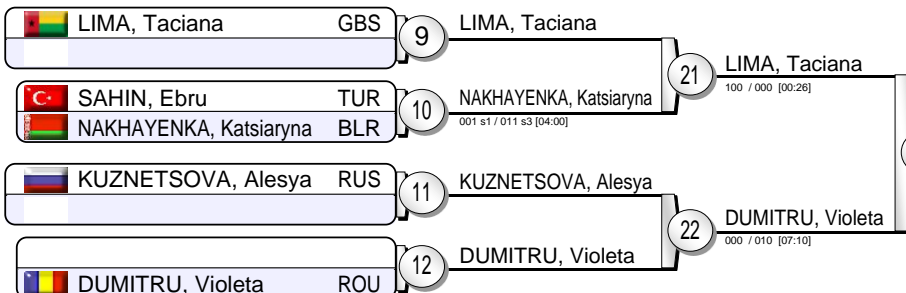 LIMA, Taciana GBS
9
LIMA, Taciana
SAHIN, Ebru TUR
NAKHAYENKA, Katsiaryna BLR
10
NAKHAYENKA, Katsiaryna
001 s1 / 011 s3 [04:00]
21
LIMA, Taciana
100 / 000 [00:26]
KUZNETSOVA, Alesya RUS
11
KUZNETSOVA, Alesya
DUMITRU, Violeta ROU
12
DUMITRU, Violeta
22
DUMITRU, Violeta
000 / 010 [07:10]